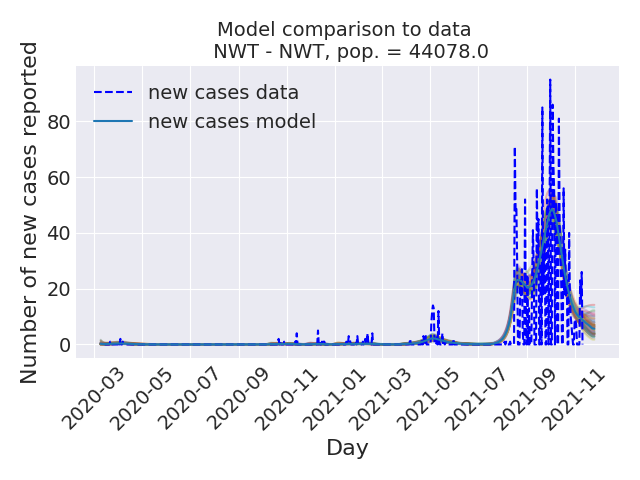 Model comparison to data
NWT - NWT, pop. = 44078.0
Number of new cases reported
new cases data
new cases model
80
60
40
20
0
2020-03
2020-05
2020-07
2020-09
2020-11
2021-01
2021-03
2021-05
2021-07
2021-09
2021-11
Day